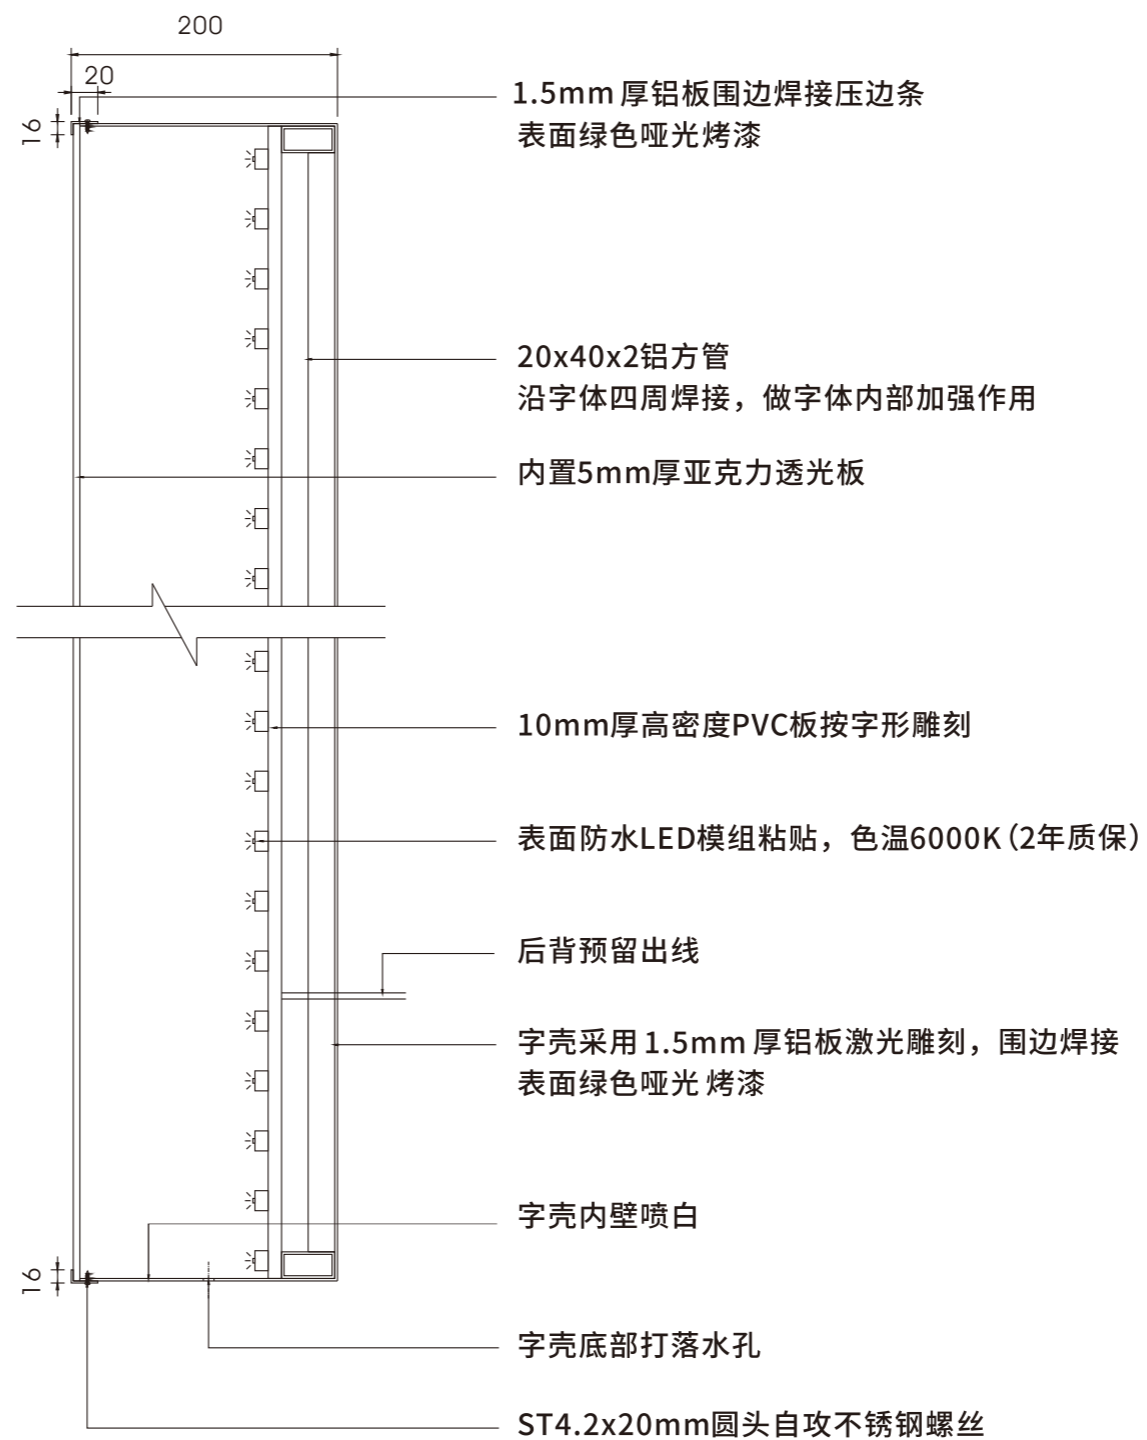 200
20
16
1.5mm 厚铝板围边焊接压边条
表面绿色哑光烤漆
20x40x2铝方管
沿字体四周焊接，做字体内部加强作用
内置5mm厚亚克力透光板
10mm厚高密度PVC板按字形雕刻
表面防水LED模组粘贴，色温6000K（2年质保）
后背预留出线
字壳采用 1.5mm 厚铝板激光雕刻，围边焊接
表面绿色哑光 烤漆
字壳内壁喷白
16
字壳底部打落水孔
ST4.2x20mm圆头自攻不锈钢螺丝